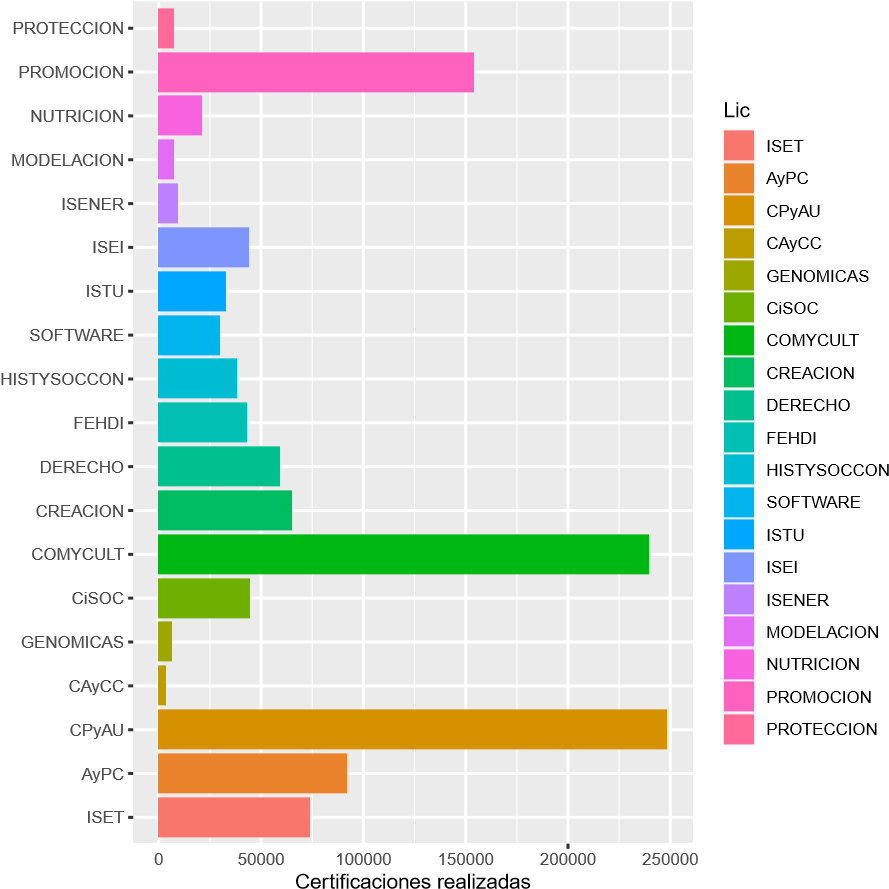 PROTECCION
PROMOCION
NUTRICION
MODELACION
ISENER
ISEI
ISTU
SOFTWARE
HISTYSOCCON
FEHDI
DERECHO
CREACION
COMYCULT
CiSOC
GENOMICAS
CAyCC
CPyAU
AyPC
ISET
0 50000 100000 150000 200000 250000
Certificaciones realizadas
Lic
ISET
AyPC
CPyAU
CAyCC
GENOMICAS
CiSOC
COMYCULT
CREACION
DERECHO
FEHDI
HISTYSOCCON
SOFTWARE
ISTU
ISEI
ISENER
MODELACION
NUTRICION
PROMOCION
PROTECCION